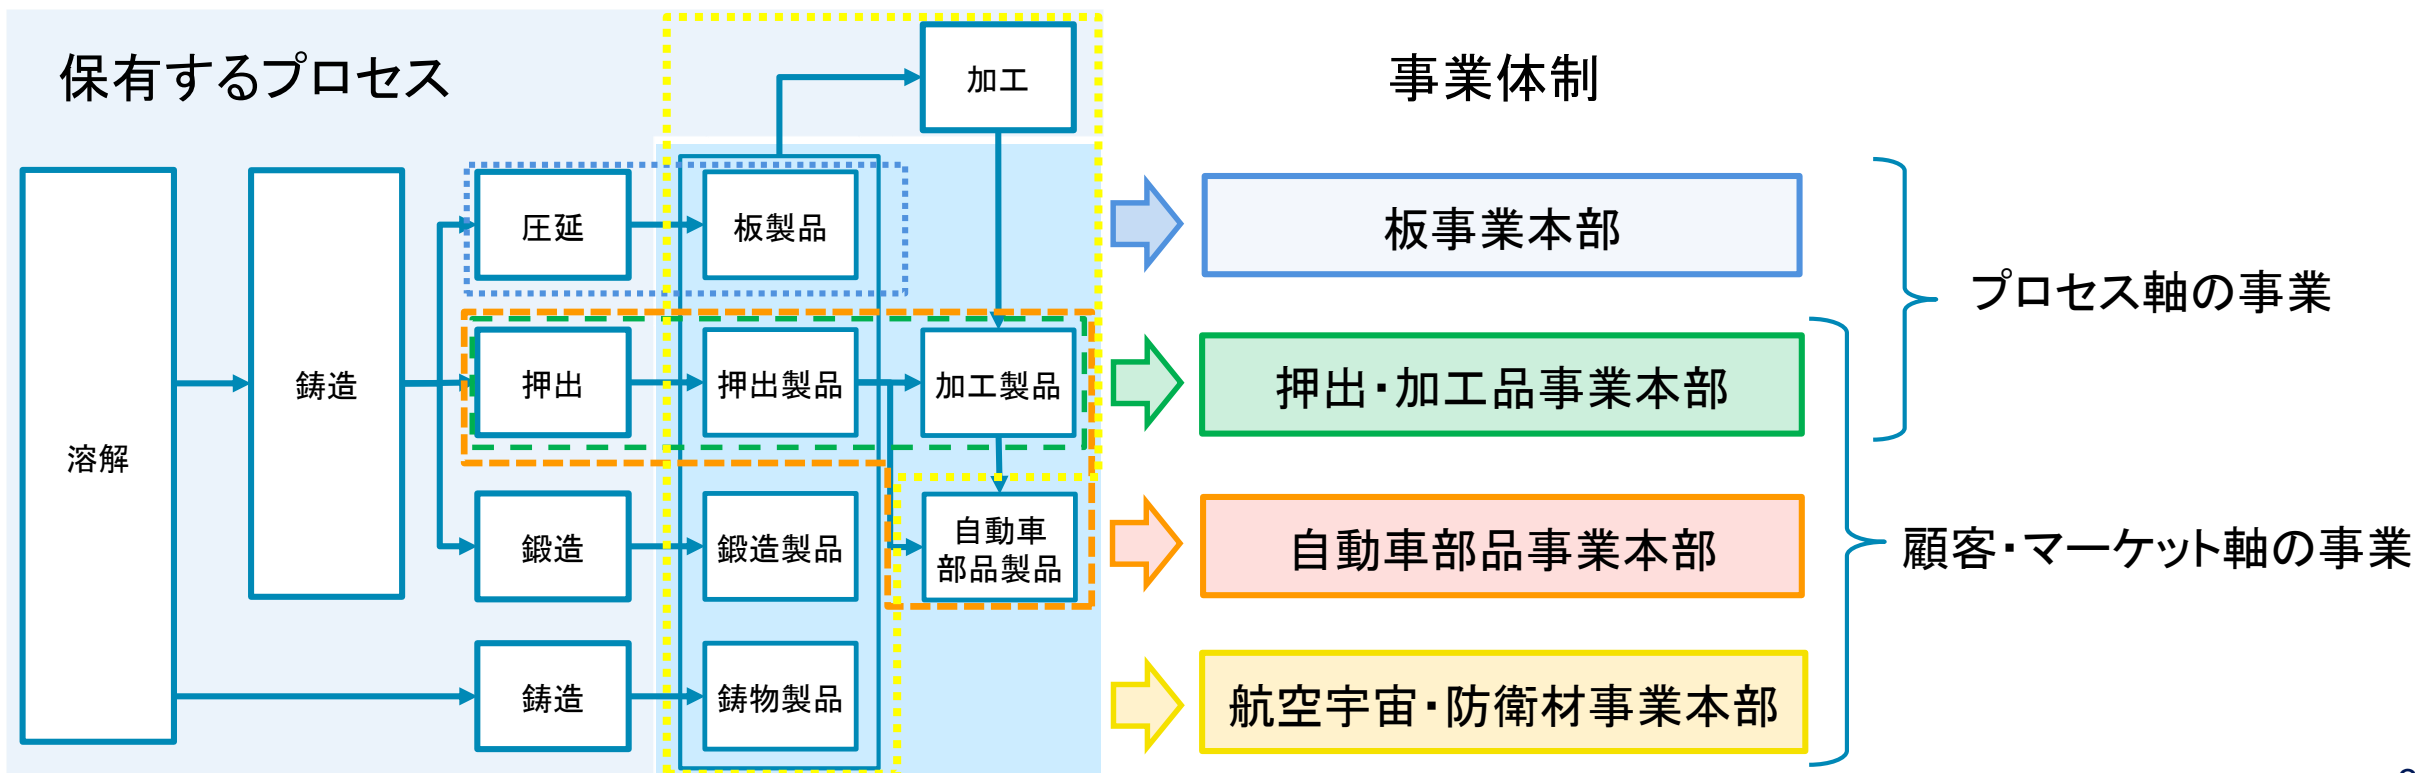 保有するプロセス
事業体制
加工
溶解
鋳造
圧延
板製品
押出
押出製品
加工製品
鍛造
鍛造製品
自動車
部品製品
鋳造
鋳物製品
板事業本部
押出・加工品事業本部
自動車部品事業本部
航空宇宙・防衛材事業本部
プロセス軸の事業
顧客・マーケット軸の事業